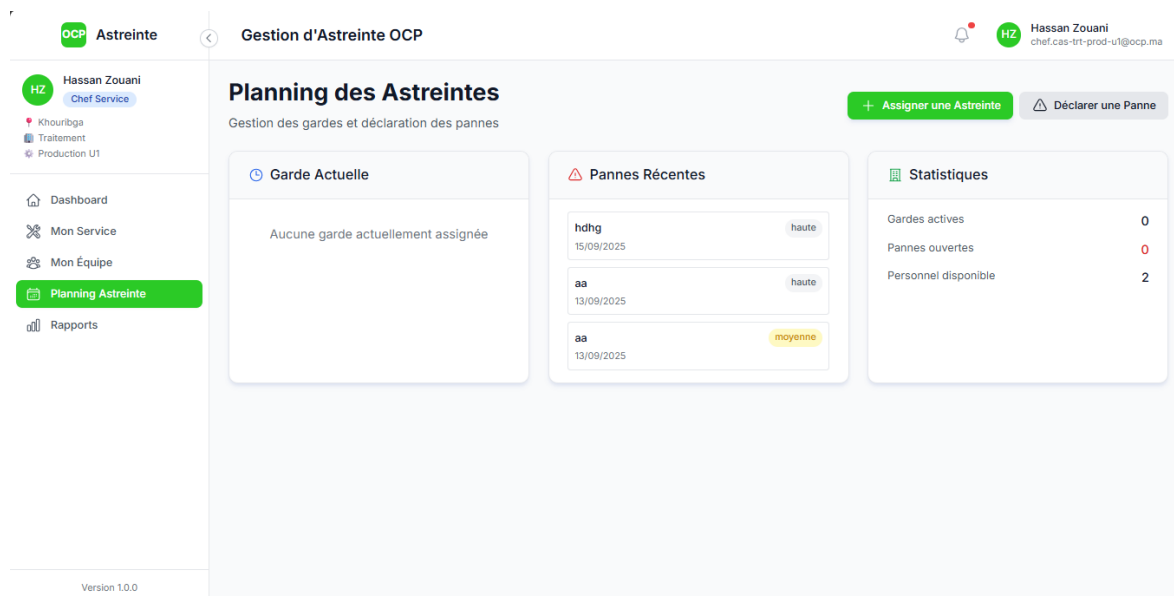 OCP Astreinte
Gestion d'Astreinte OCP
HZ
Hassan Zouani
chef.cas-trt-prod-u1@ocp.ma
HZ
Hassan Zouani
Chef Service
Khouribga
Traitement
Production U1
Dashboard
Mon Service
Mon Équipe
Planning Astreinte
Rapports
Version 1.0.0
Planning des Astreintes
Gestion des gardes et déclaration des pannes
Assigner une Astreinte
Déclarer une Panne
Garde Actuelle
Aucune garde actuellement assignée
Pannes Récentes
hdhg haute
15/09/2025
aa haute
13/09/2025
aa moyenne
13/09/2025
Statistiques
Gardes actives 0
Pannes ouvertes 0
Personnel disponible 2